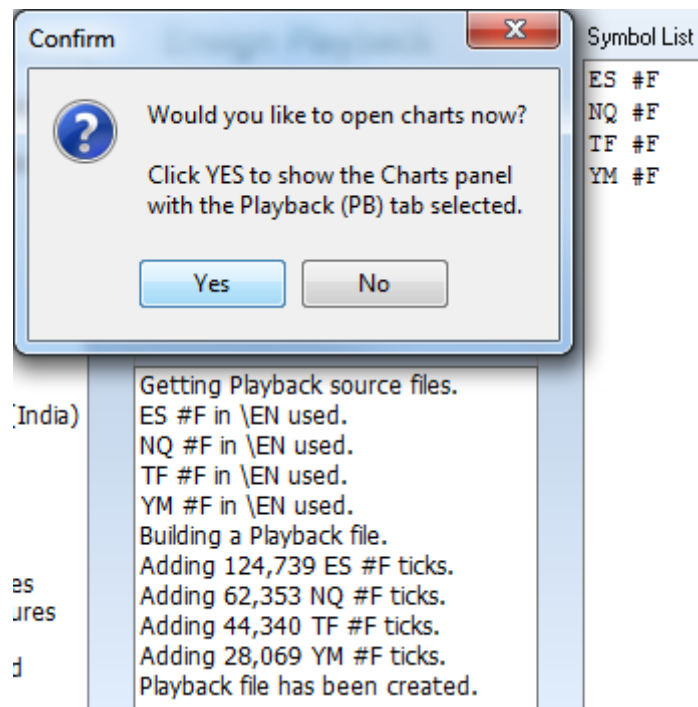 Confirm
Ensign Playback
Symbol List
ES #F
NQ #F
TF #F
YM #F
Would you like to open charts now?
Click YES to show the Charts panel
with the Playback (PB) tab selected.
Yes
No
(India)
Getting Playback source files.
ES #F in \EN used.
NQ #F in \EN used.
TF #F in \EN used.
YM #F in \EN used.
Building a Playback file.
Adding 124,739 ES #F ticks.
Adding 62,353 NQ #F ticks.
Adding 44,340 TF #F ticks.
Adding 28,069 YM #F ticks.
Playback file has been created.
es
ures
d